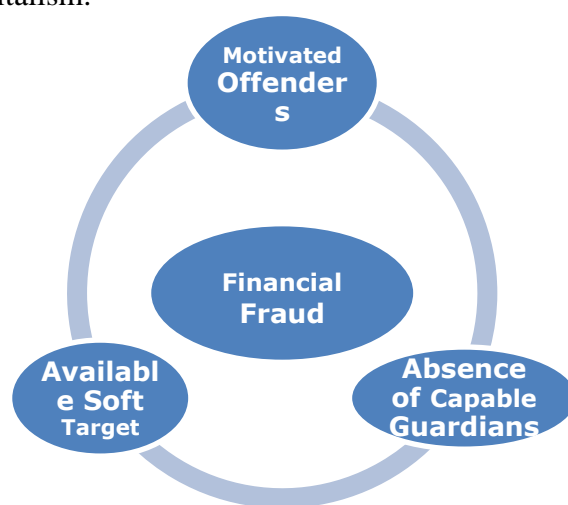 Motivated
Offender
s
Financial
Fraud
Availabl
e Soft
Target
Absence
of Capable
Guardians